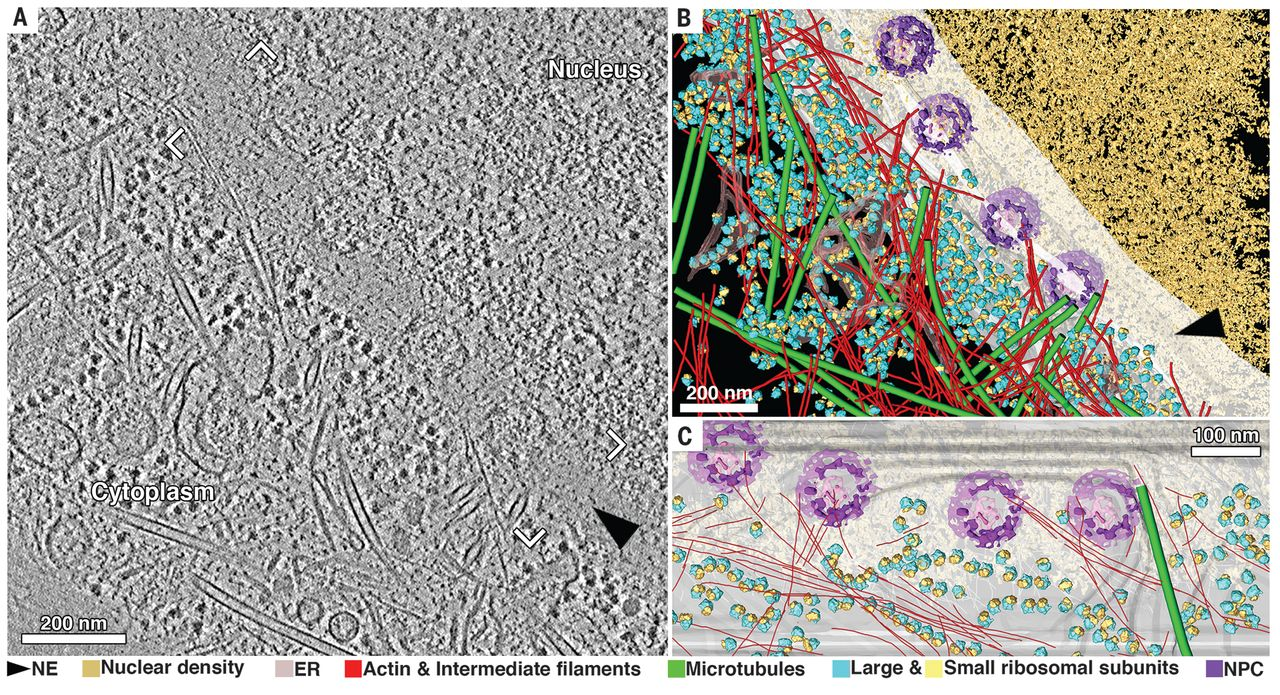 A
Nucleus
Cytoplasm
200 nm
B
200 nm
C
100 nm
NE Nuclear density ER Actin & Intermediate filaments Microtubules Large & Small ribosomal subunits NPC